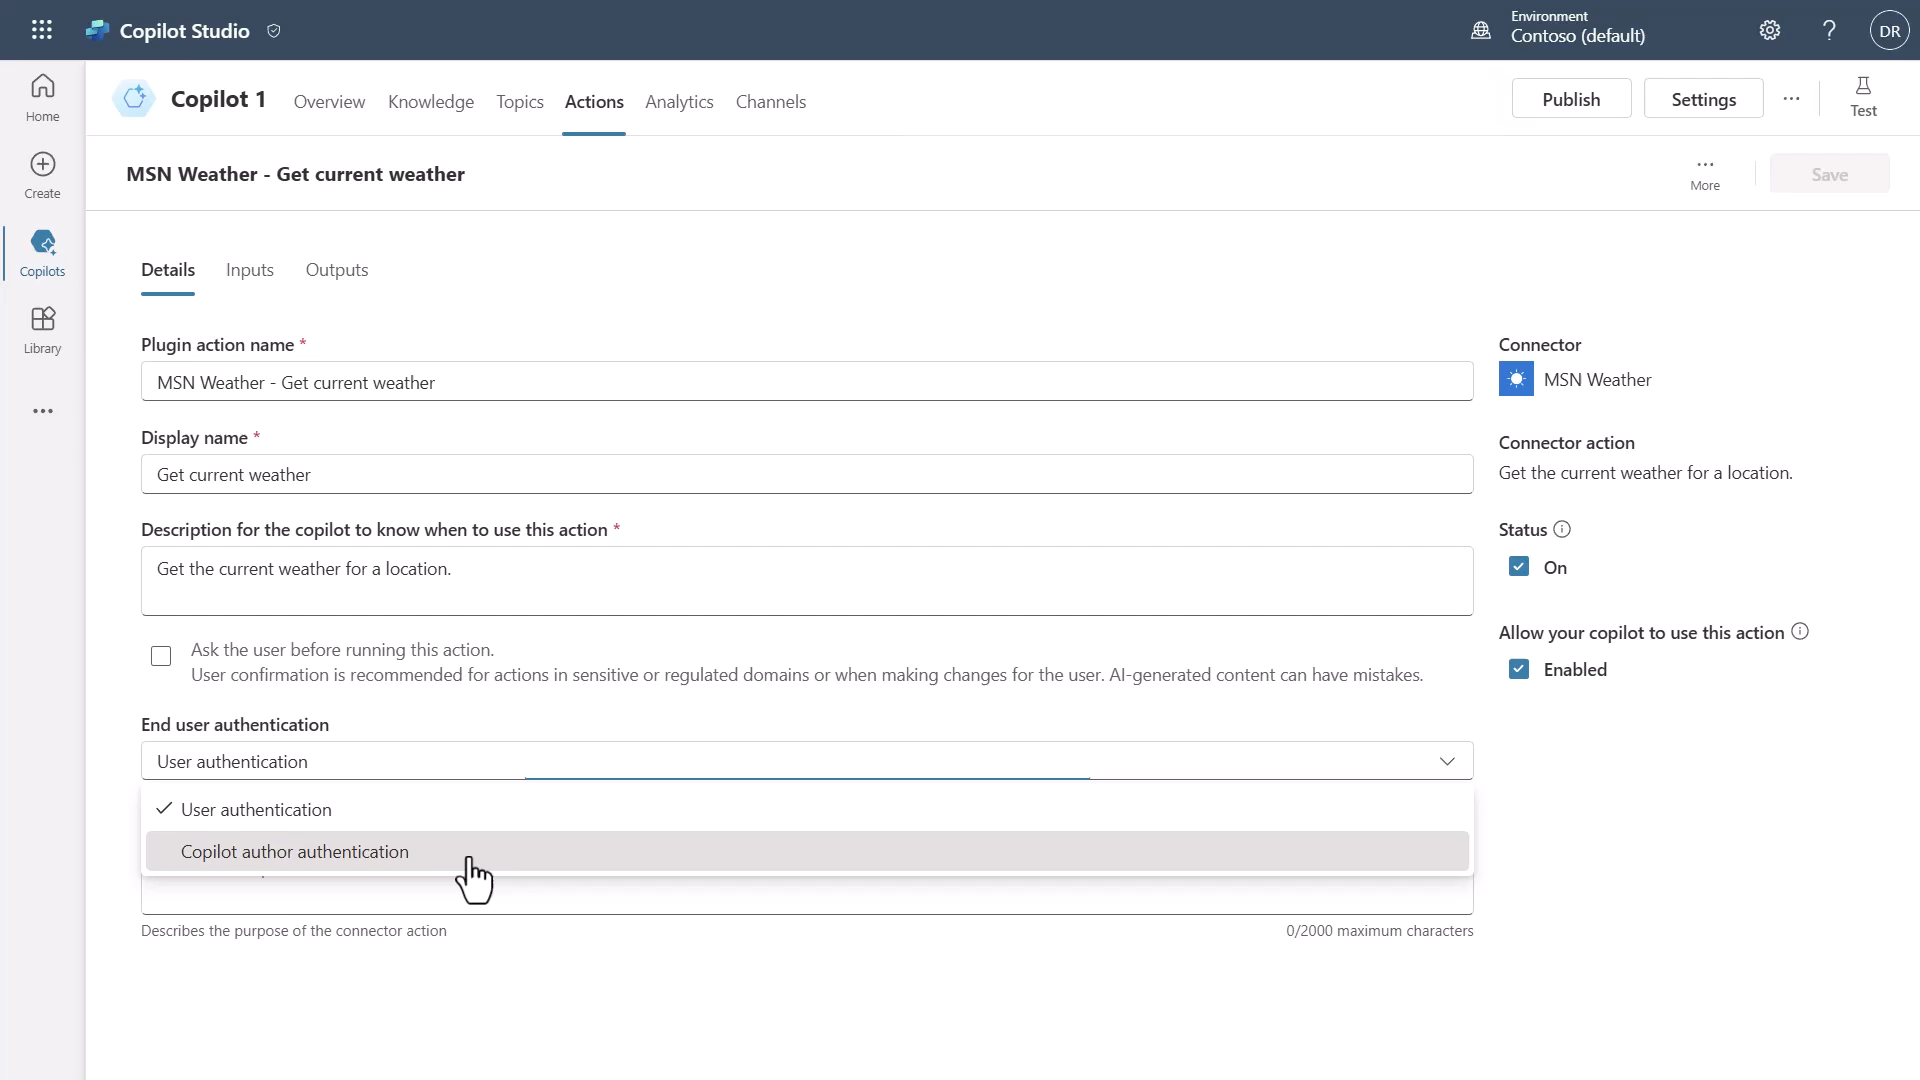 Copilot Studio
Environment
Contoso (default)
DR
Copilot 1
Overview
Knowledge
Topics
Actions
Analytics
Channels
Publish
Settings
Test
Home
Create
Copilots
Library
MSN Weather - Get current weather
More
Save
Details
Inputs
Outputs
Plugin action name *
MSN Weather - Get current weather
Display name *
Get current weather
Description for the copilot to know when to use this action *
Get the current weather for a location.
Ask the user before running this action.
User confirmation is recommended for actions in sensitive or regulated domains or when making changes for the user. AI-generated content can have mistakes.
End user authentication
User authentication
User authentication
Copilot author authentication
Describes the purpose of the connector action
0/2000 maximum characters
Connector
MSN Weather
Connector action
Get the current weather for a location.
Status
On
Allow your copilot to use this action
Enabled